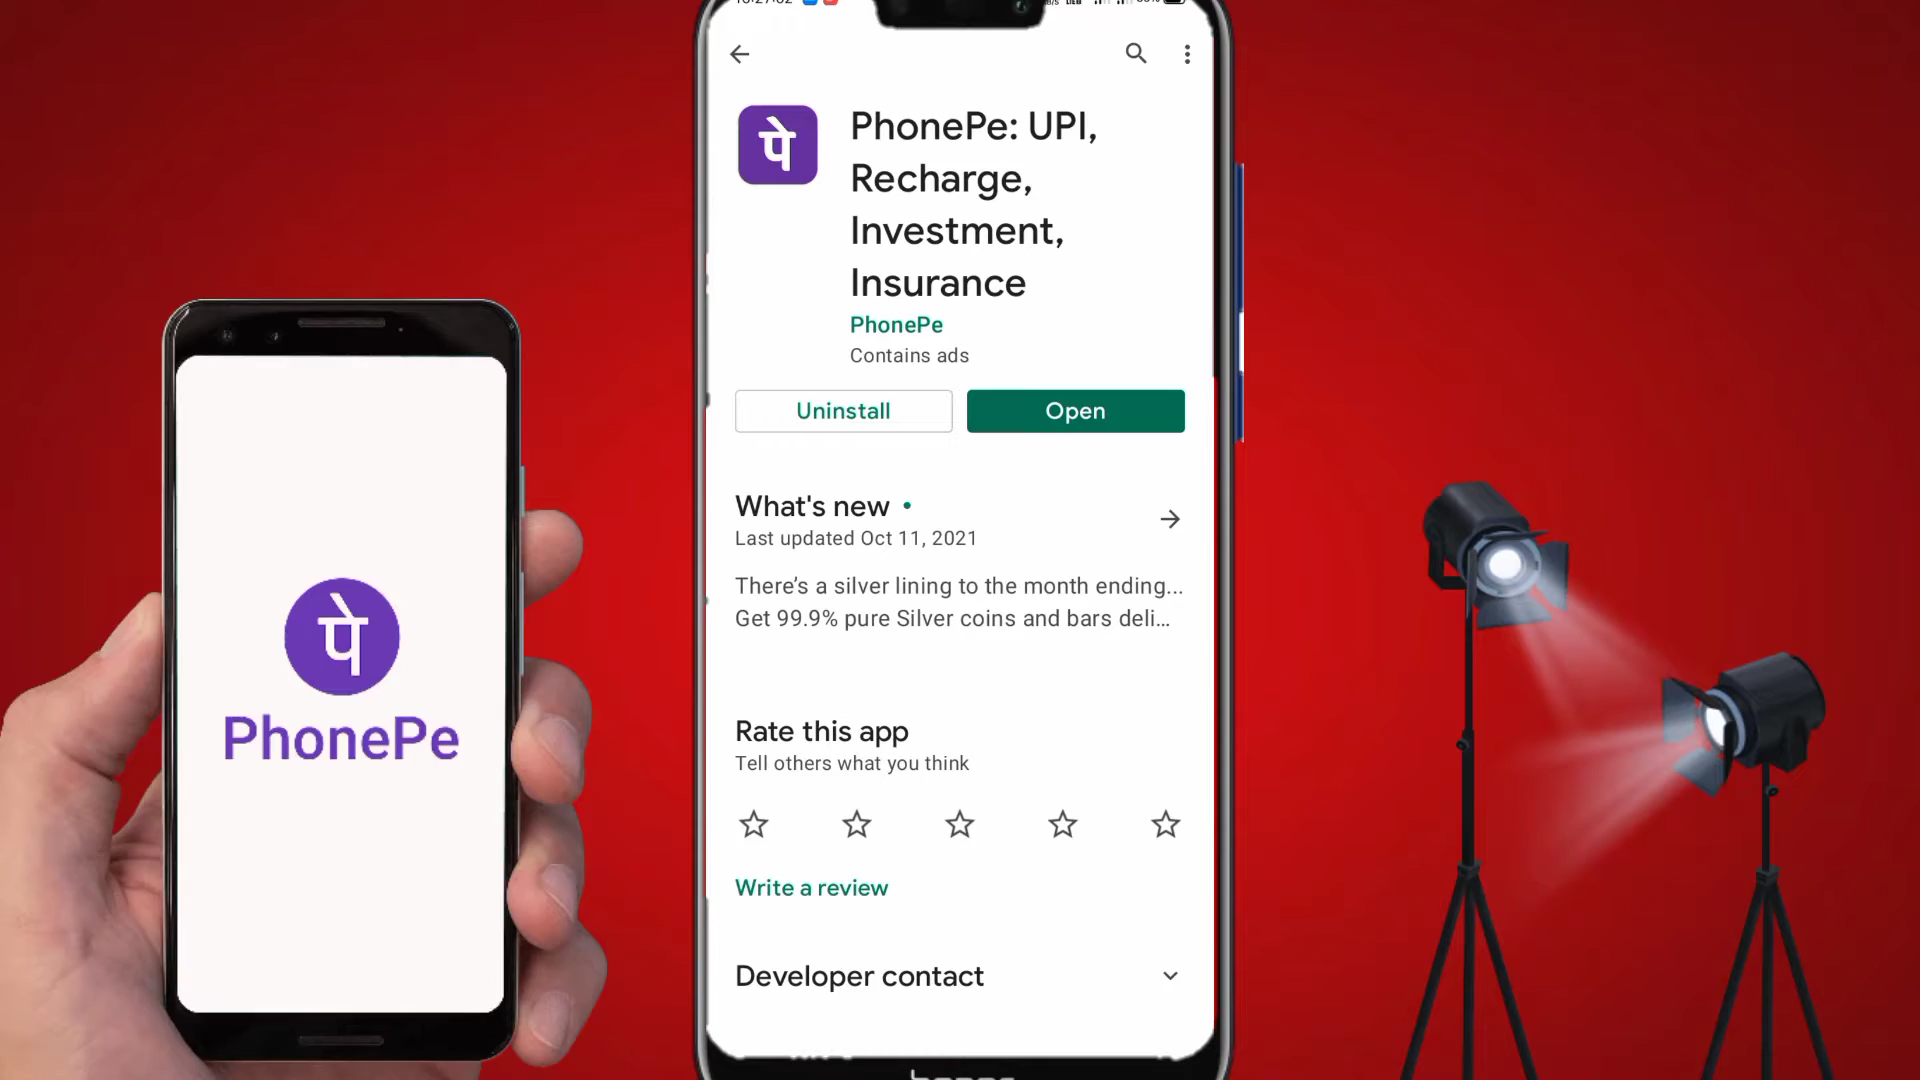 पे
PhonePe
पे
PhonePe: UPI,
Recharge,
Investment,
Insurance
PhonePe
Contains ads
Uninstall
Open
What's new
Last updated Oct 11, 2021
There’s a silver lining to the month ending...
Get 99.9% pure Silver coins and bars deli...
Rate this app
Tell others what you think
Write a review
Developer contact